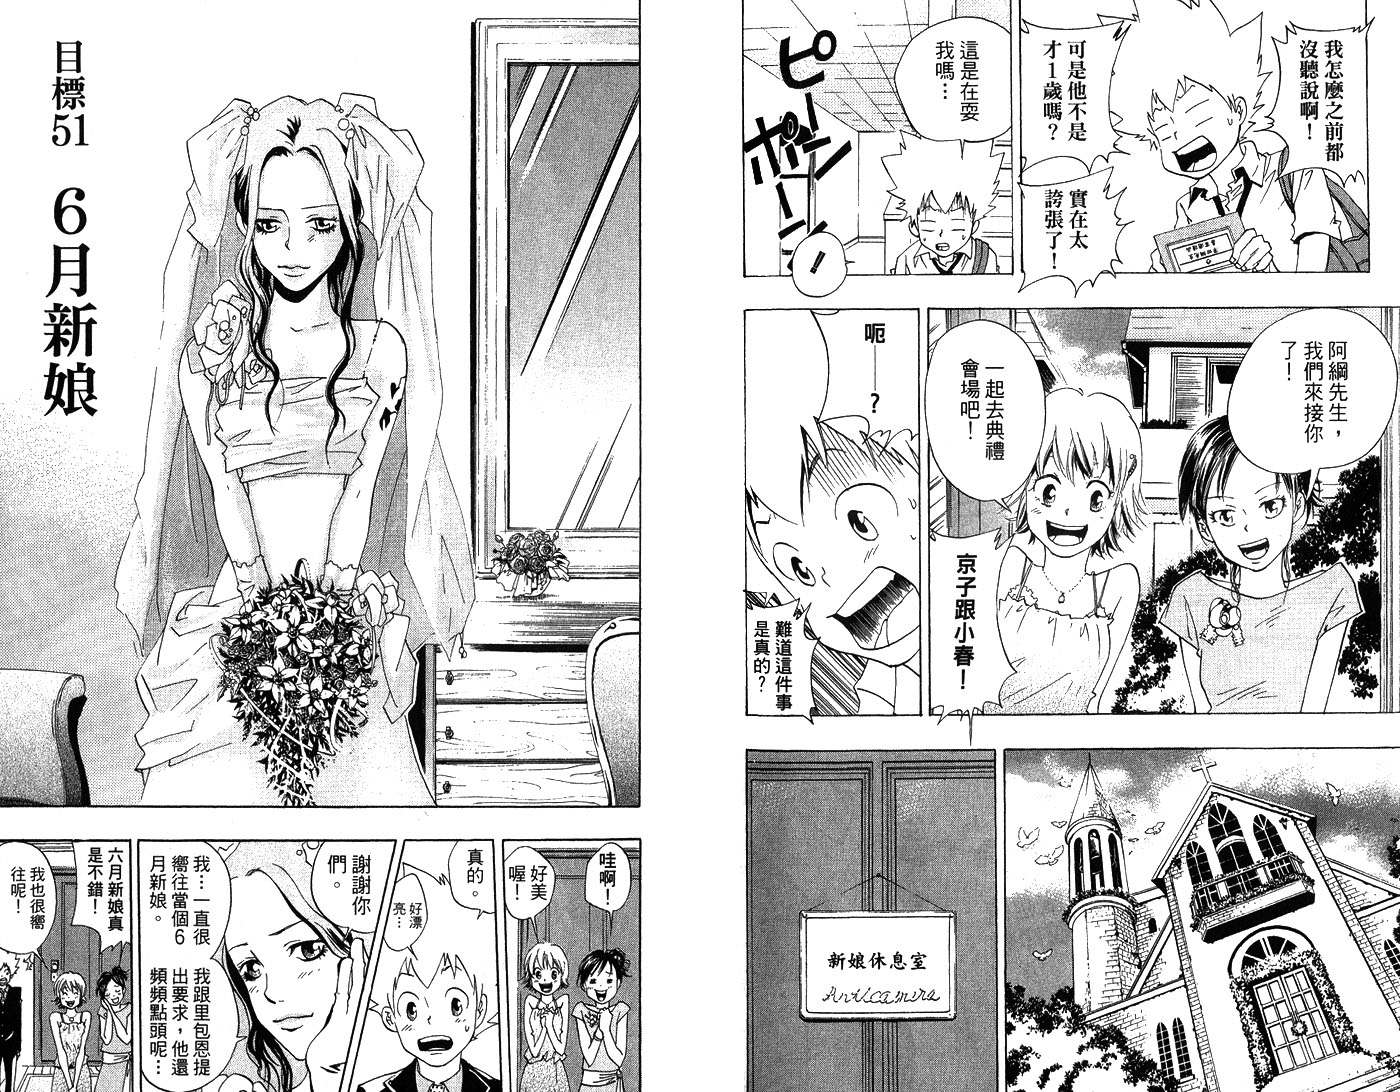 我怎麼之前都
沒聽說啊！
可是他不是
才1歲嗎？
實在太
誇張了！
這是在耍
我嗎…
ピーー
ポーーン
！！
阿綱先生，
我們來接你
了！
一起去典禮
會場吧！
京子跟小春！
呃——？
難道這件事
是真的？
新娘休息室
Anticamera
目標51
6月新娘
哇啊！
好美
喔！
真的。
好漂
亮…
謝謝你
們。
我…一直很
嚮往當個6
月新娘。
我跟里包恩提
出要求，他還
頻頻點頭呢…
六月新娘真
是不錯！
我也很嚮
往呢！